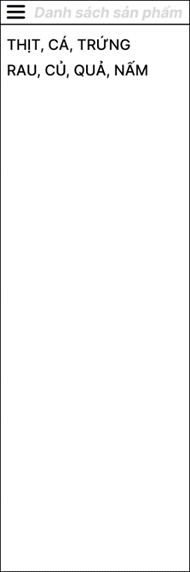 Danh sách sản phẩm
THỊT, CÁ, TRỨNG
RAU, CỦ, QUẢ, NẤM